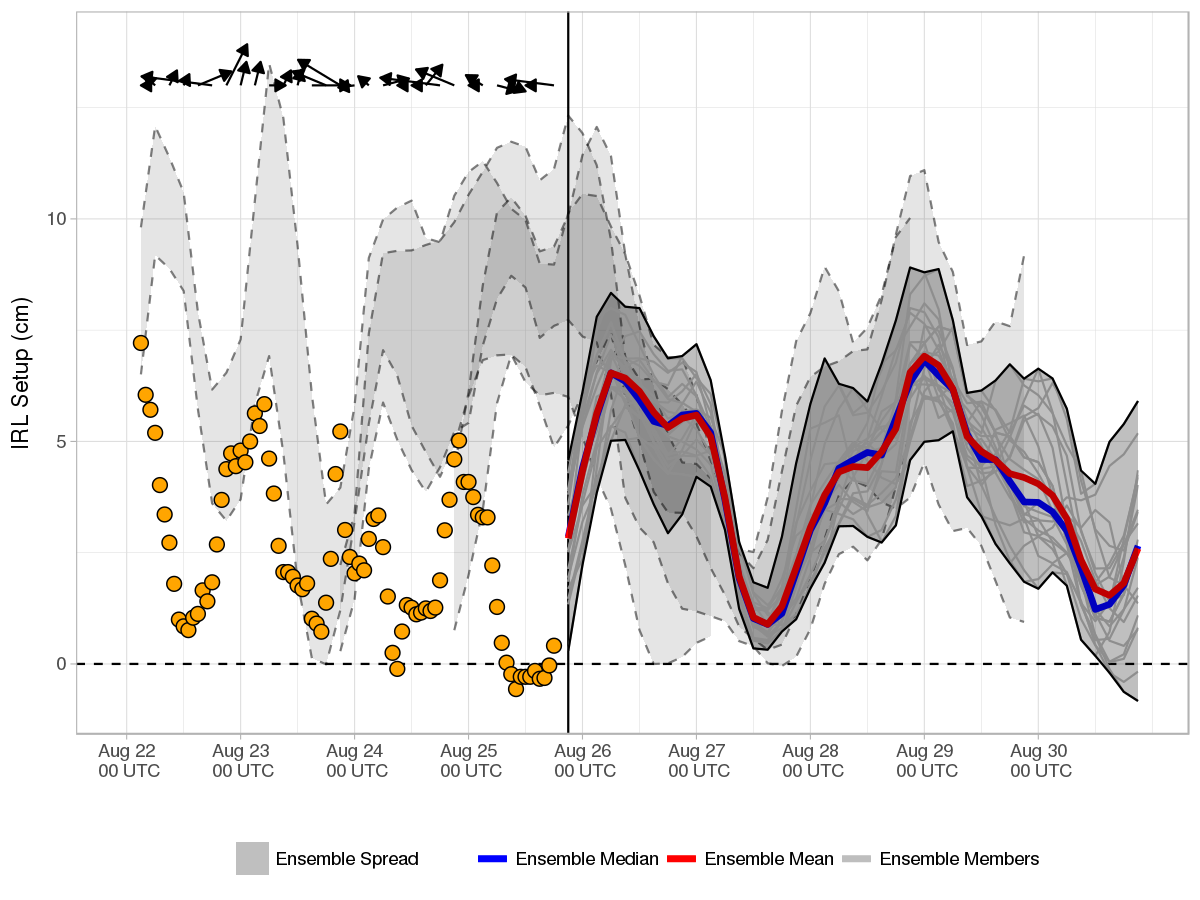 IRL Setup (cm)
10
5
0
Aug 22 Aug 23 Aug 24 Aug 25 Aug 26 Aug 27 Aug 28 Aug 29 Aug 30
00 UTC 00 UTC 00 UTC 00 UTC 00 UTC 00 UTC 00 UTC 00 UTC 00 UTC
Ensemble Spread Ensemble Median Ensemble Mean Ensemble Members